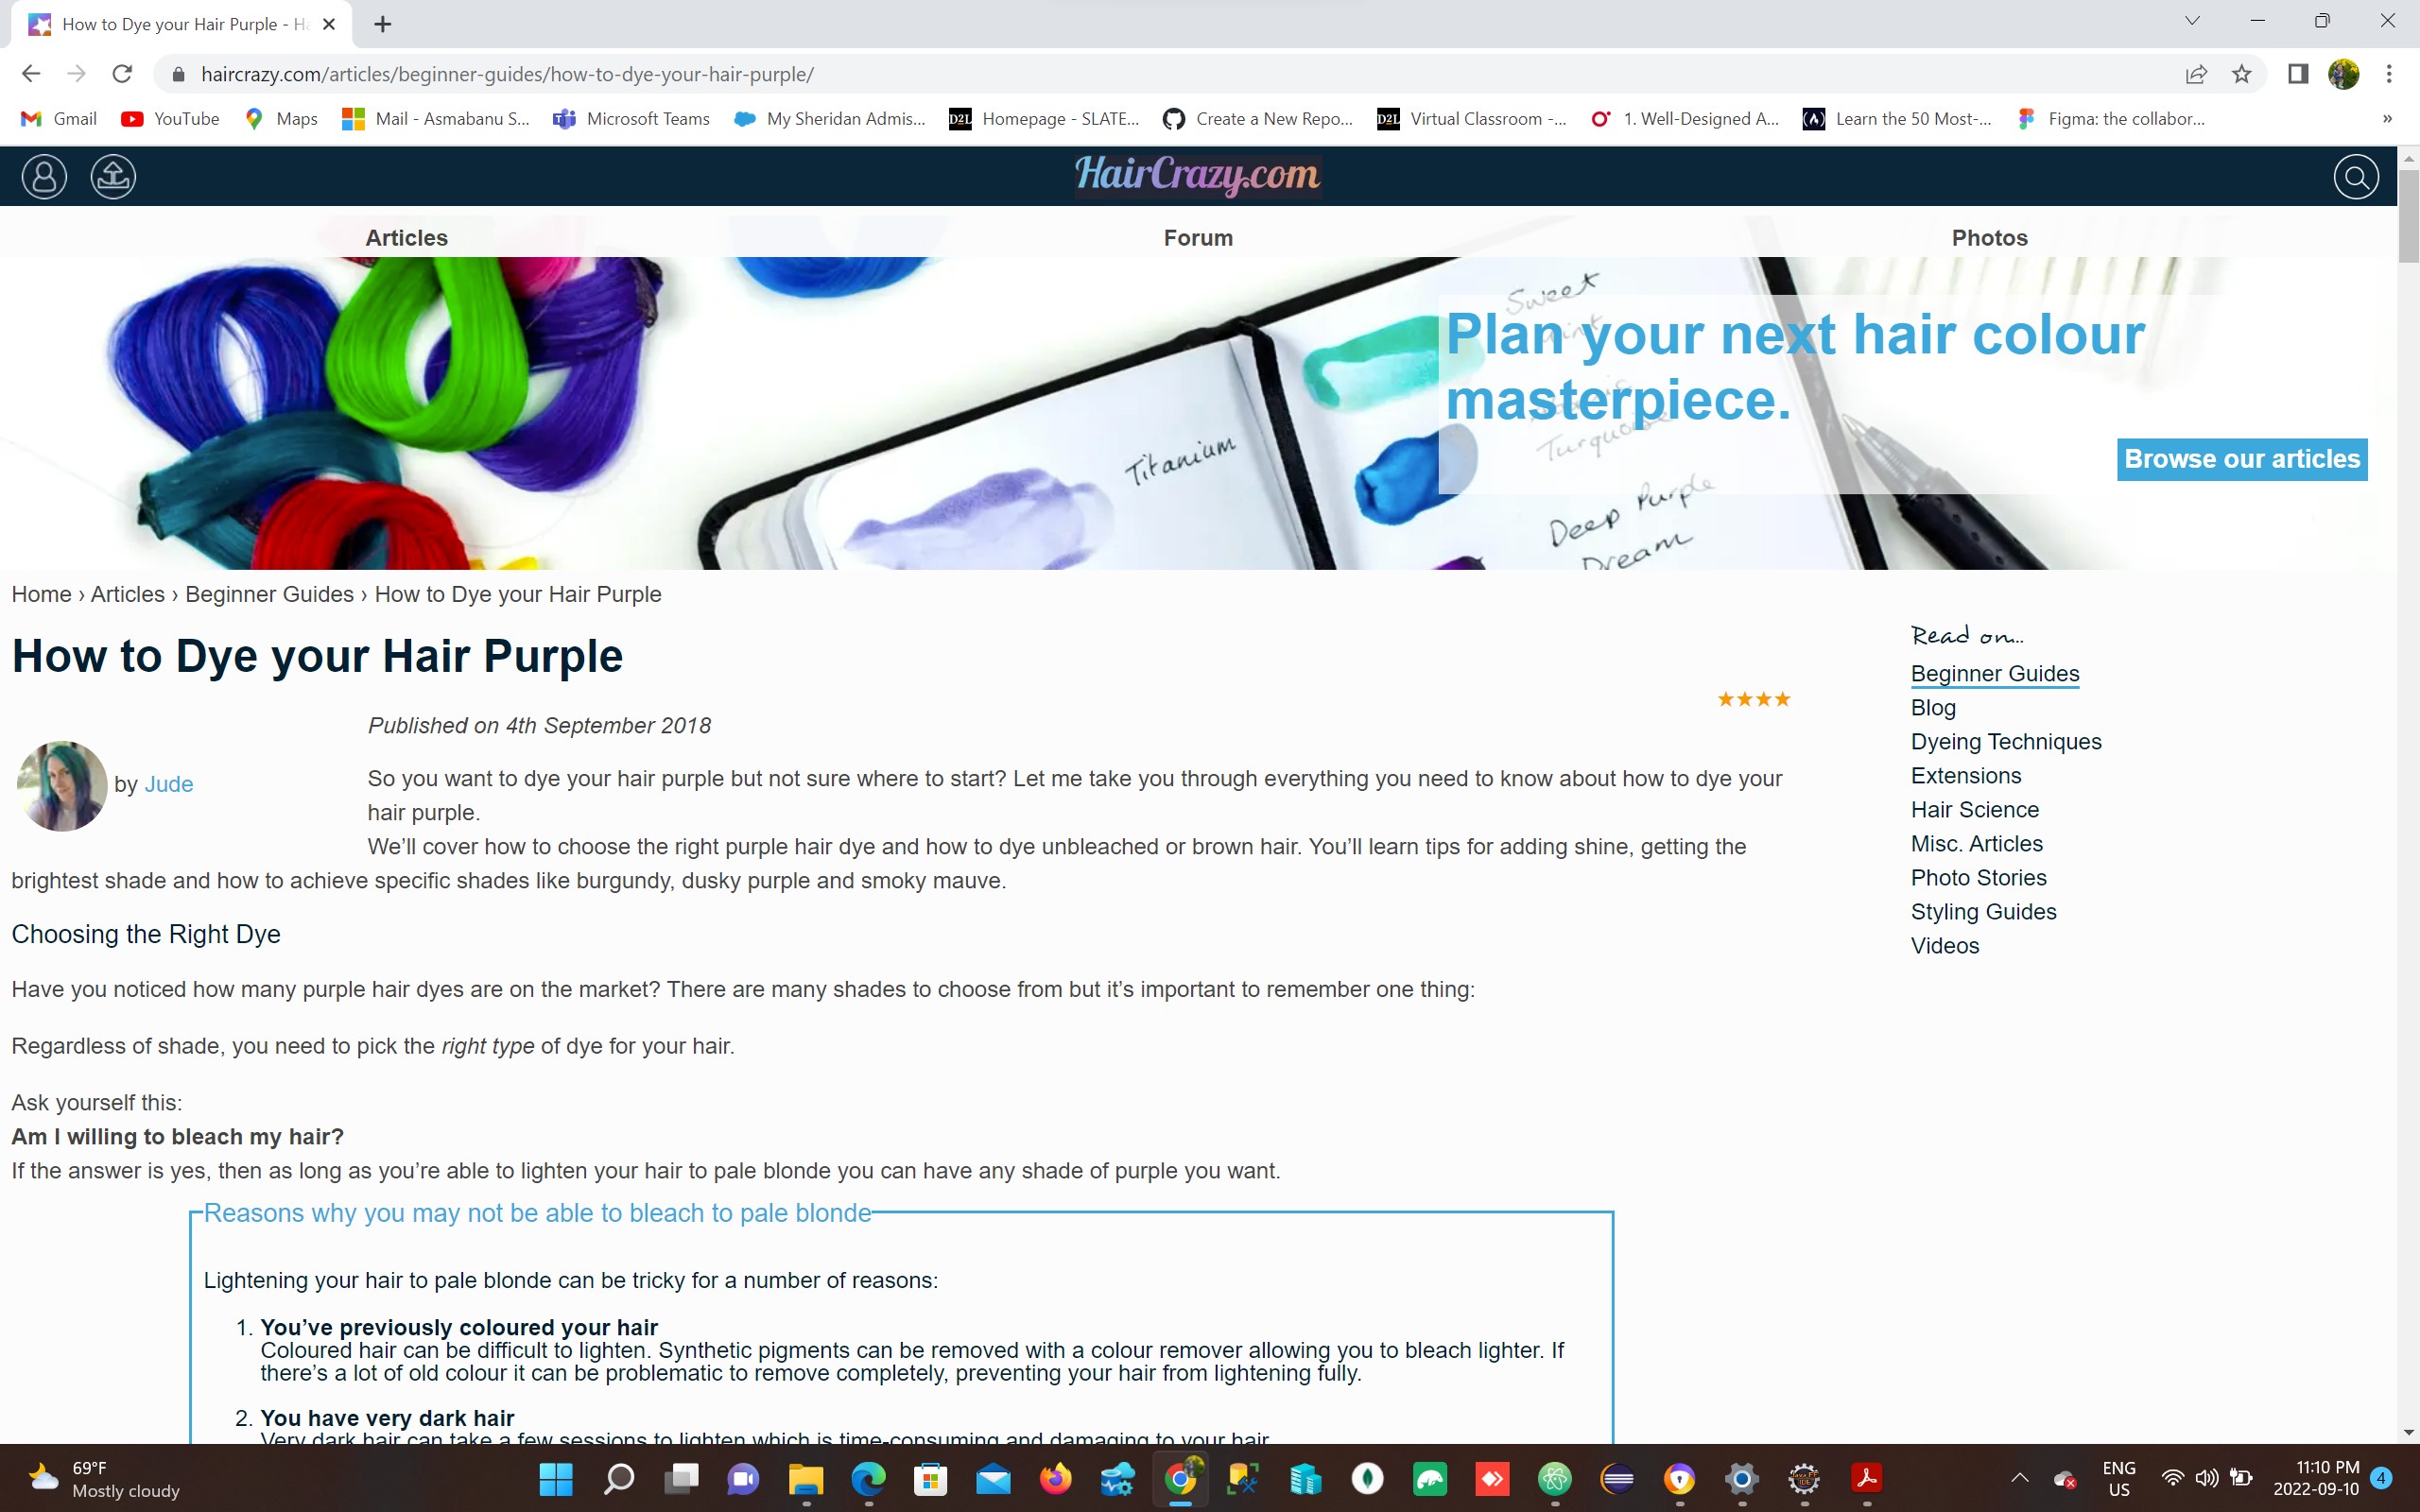 How to Dye your Hair Purple - Ha
haircrazy.com/articles/beginner-guides/how-to-dye-your-hair-purple/
Gmail
YouTube
Maps
Mail - Asmabanu S...
Microsoft Teams
My Sheridan Admis...
D2L
Homepage - SLATE...
Create a New Repo...
D2L
Virtual Classroom -...
1. Well-Designed A...
Learn the 50 Most-...
Figma: the collabor...
»
HairCrazy.com
Articles
Forum
Photos
Sweet
Plan your next hair colour
masterpiece.
Titanium
Turquoise
Browse our articles
Deep Purple
Dream
Home › Articles › Beginner Guides › How to Dye your Hair Purple
How to Dye your Hair Purple
Published on 4th September 2018
by Jude
So you want to dye your hair purple but not sure where to start? Let me take you through everything you need to know about how to dye your
hair purple.
We’ll cover how to choose the right purple hair dye and how to dye unbleached or brown hair. You’ll learn tips for adding shine, getting the
brightest shade and how to achieve specific shades like burgundy, dusky purple and smoky mauve.
Choosing the Right Dye
Have you noticed how many purple hair dyes are on the market? There are many shades to choose from but it’s important to remember one thing:
Regardless of shade, you need to pick the right type of dye for your hair.
Ask yourself this:
Am I willing to bleach my hair?
If the answer is yes, then as long as you’re able to lighten your hair to pale blonde you can have any shade of purple you want.
Reasons why you may not be able to bleach to pale blonde
Lightening your hair to pale blonde can be tricky for a number of reasons:
1. You’ve previously coloured your hair
Coloured hair can be difficult to lighten. Synthetic pigments can be removed with a colour remover allowing you to bleach lighter. If
there’s a lot of old colour it can be problematic to remove completely, preventing your hair from lightening fully.
2. You have very dark hair
Very dark hair can take a few sessions to lighten which is time-consuming and damaging to your hair.
Read on...
Beginner Guides
Blog
Dyeing Techniques
Extensions
Hair Science
Misc. Articles
Photo Stories
Styling Guides
Videos
69°F
Mostly cloudy
ENG
US
11:10 PM
2022-09-10
4